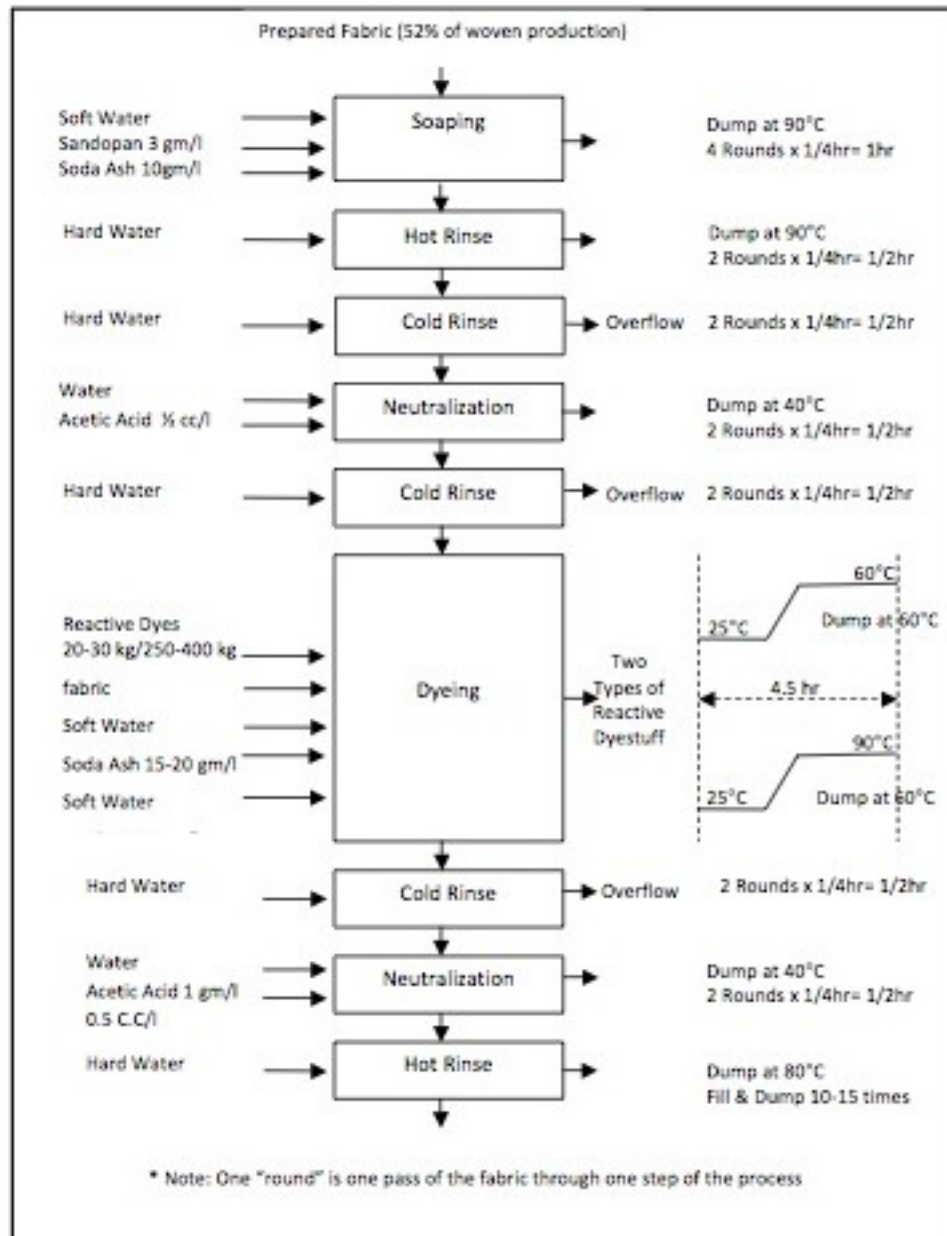 Prepared Fabric (52% of woven production)
Soft Water
Sandopan 3 gm/l
Soda Ash 10gm/l
Soaping
Dump at 90°C
4 Rounds x 1/4hr= 1hr
Hard Water
Hot Rinse
Dump at 90°C
2 Rounds x 1/4hr= 1/2hr
Hard Water
Cold Rinse
Overflow
2 Rounds x 1/4hr= 1/2hr
Water
Acetic Acid ½ cc/l
Neutralization
Dump at 40°C
2 Rounds x 1/4hr= 1/2hr
Hard Water
Cold Rinse
Overflow
2 Rounds x 1/4hr= 1/2hr
Reactive Dyes
20-30 kg/250-400 kg
fabric
Soft Water
Soda Ash 15-20 gm/l
Soft Water
Dyeing
Two
Types of
Reactive
Dyestuff
60°C
25°C
Dump at 60°C
4.5 hr
90°C
25°C
Dump at 60°C
Hard Water
Cold Rinse
Overflow
2 Rounds x 1/4hr= 1/2hr
Water
Acetic Acid 1 gm/l
0.5 C.C/l
Neutralization
Dump at 40°C
2 Rounds x 1/4hr= 1/2hr
Hard Water
Hot Rinse
Dump at 80°C
Fill & Dump 10-15 times
* Note: One "round" is one pass of the fabric through one step of the process